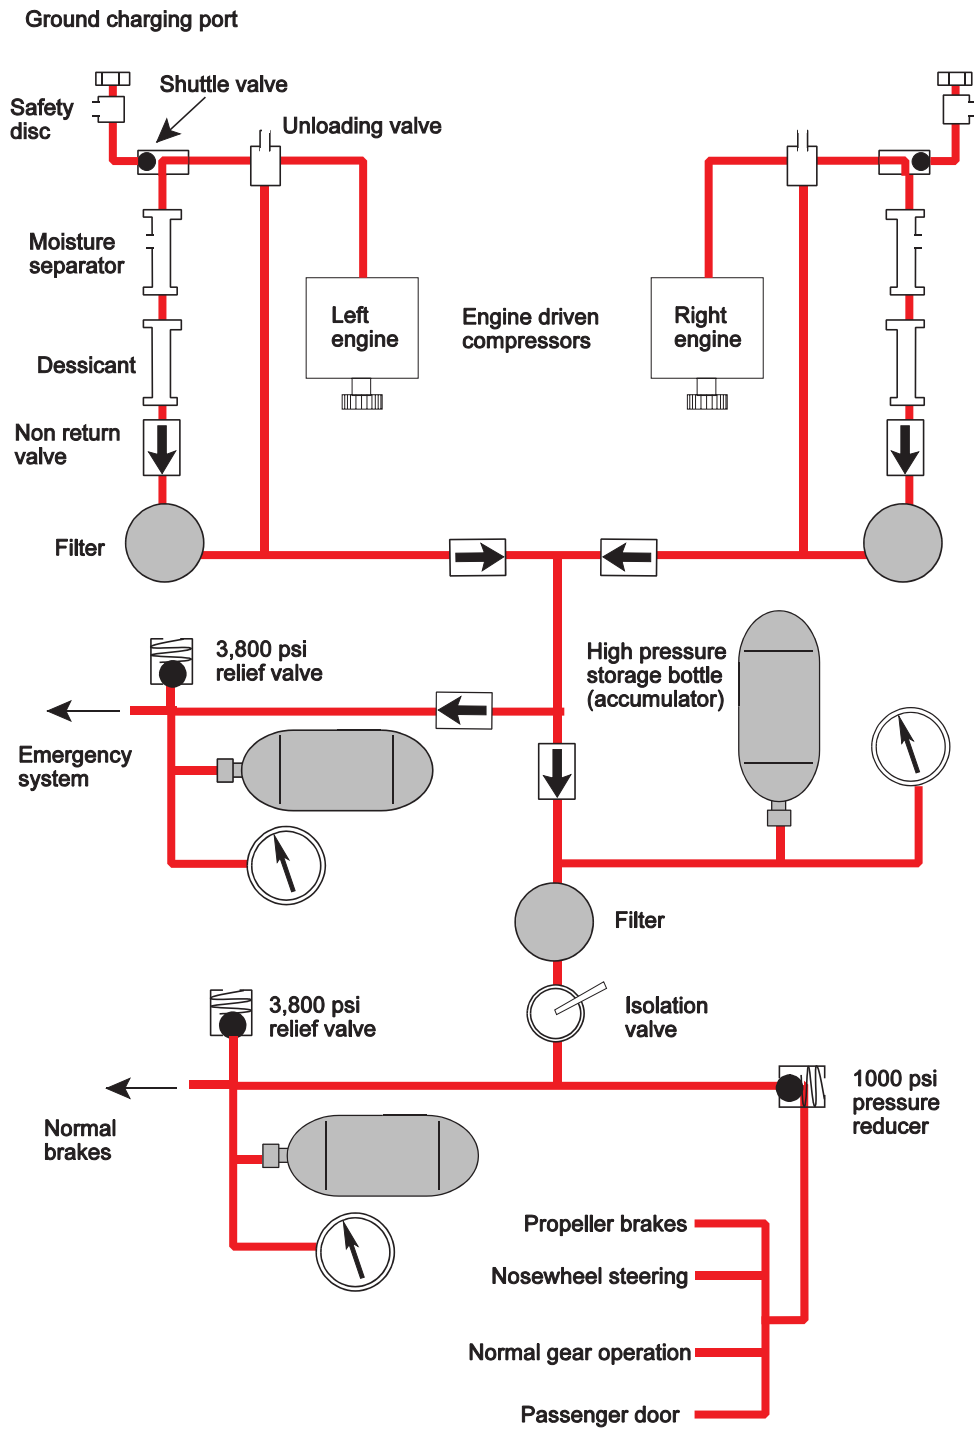 Ground charging port
Shuttle valve
Safety
disc
Unloading valve
Moisture
separator
Left
engine
Engine driven
compressors
Right
engine
Dessicant
Non return
valve
Filter
3,800 psi
relief valve
High pressure
storage bottle
(accumulator)
Emergency
system
Filter
3,800 psi
relief valve
Isolation
valve
1000 psi
pressure
reducer
Normal
brakes
Propeller brakes
Nosewheel steering
Normal gear operation
Passenger door